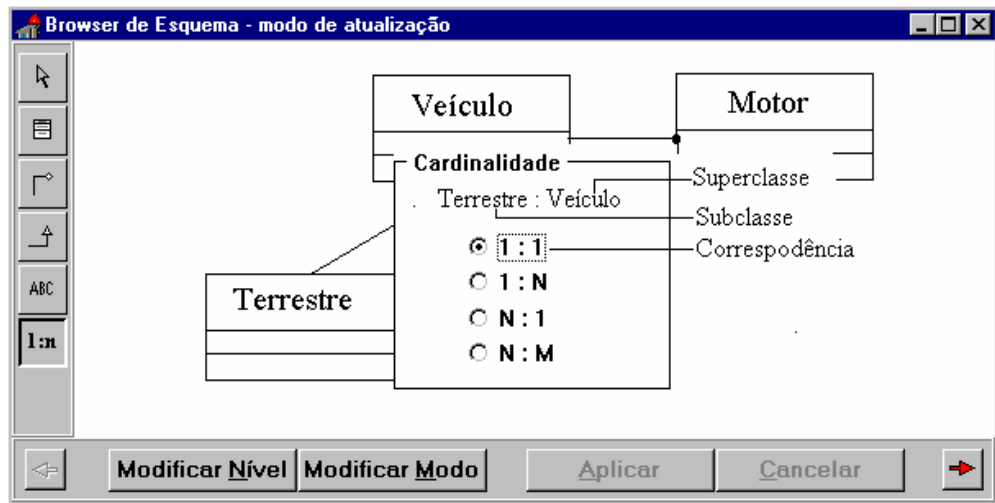 Browser de Esquema - modo de atualização
Veículo
Motor
Cardinalidade
Terrestre : Veículo
Superclasse
Subclasse
1 : 1
Correspodência
1 : N
N : 1
N : M
Terrestre
ABC
1:n
Modificar Nível
Modificar Modo
Aplicar
Cancelar